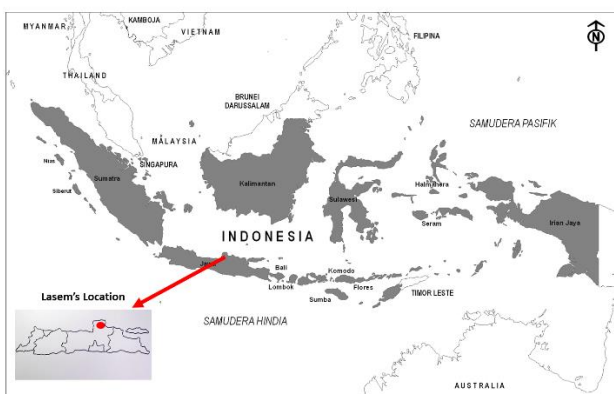 KAMBOJA
MYANMAR
VIETNAM
FILIPINA
N
THAILAND
BRUNEI
DARUSSALAM
SAMUDERA PASIFIK
MALAYSIA
SINGAPURA
Nias
Sumatra
Siberut
Kalimantan
Sulawesi
Halmahera
Seram
Irian Jaya
INDONESIA
Jawa
Bali
Lombok
Komodo
Flores
Sumba
TIMOR LESTE
Lasem's Location
SAMUDERA HINDIA
AUSTRALIA